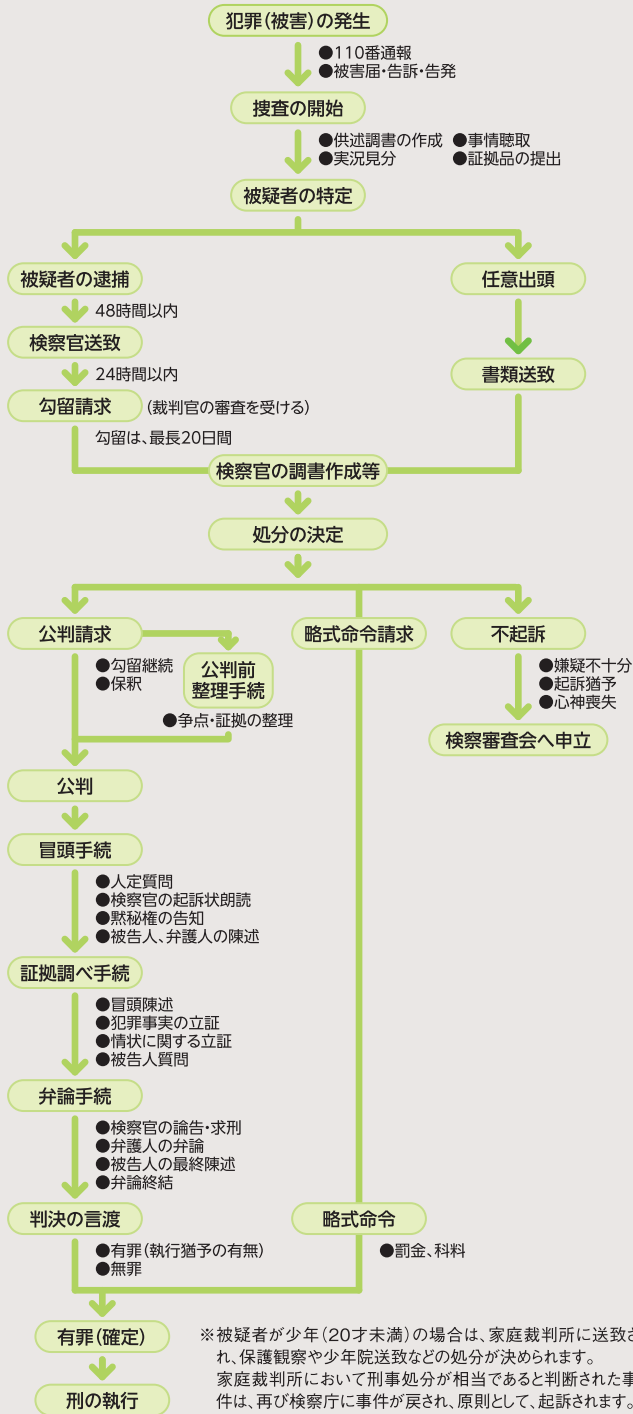 犯罪(被害)の発生
●110番通報
●被害届・告訴・告発
捜査の開始
●供述調書の作成 ●事情聴取
●実況見分 ●証拠品の提出
被疑者の特定
被疑者の逮捕
任意出頭
48時間以内
検察官送致
24時間以内
書類送致
勾留請求 (裁判官の審査を受ける)
勾留は、最長20日間
検察官の調書作成等
処分の決定
公判請求
略式命令請求
不起訴
●勾留継続
●保釈
公判前
整理手続
●争点・証拠の整理
●嫌疑不十分
●起訴猶予
●心神喪失
検察審査会へ申立
公判
冒頭手続
●人定質問
●検察官の起訴状朗読
●黙秘権の告知
●被告人、弁護人の陳述
証拠調べ手続
●冒頭陳述
●犯罪事実の立証
●情状に関する立証
●被告人質問
弁論手続
●検察官の論告・求刑
●弁護人の弁論
●被告人の最終陳述
●弁論終結
判決の言渡
略式命令
●有罪(執行猶予の有無)
●無罪
●罰金、科料
有罪(確定)
刑の執行
※被疑者が少年(20才未満)の場合は、家庭裁判所に送致さ
れ、保護観察や少年院送致などの処分が決められます。
家庭裁判所において刑事処分が相当であると判断された事
件は、再び検察庁に事件が戻され、原則として、起訴されます。